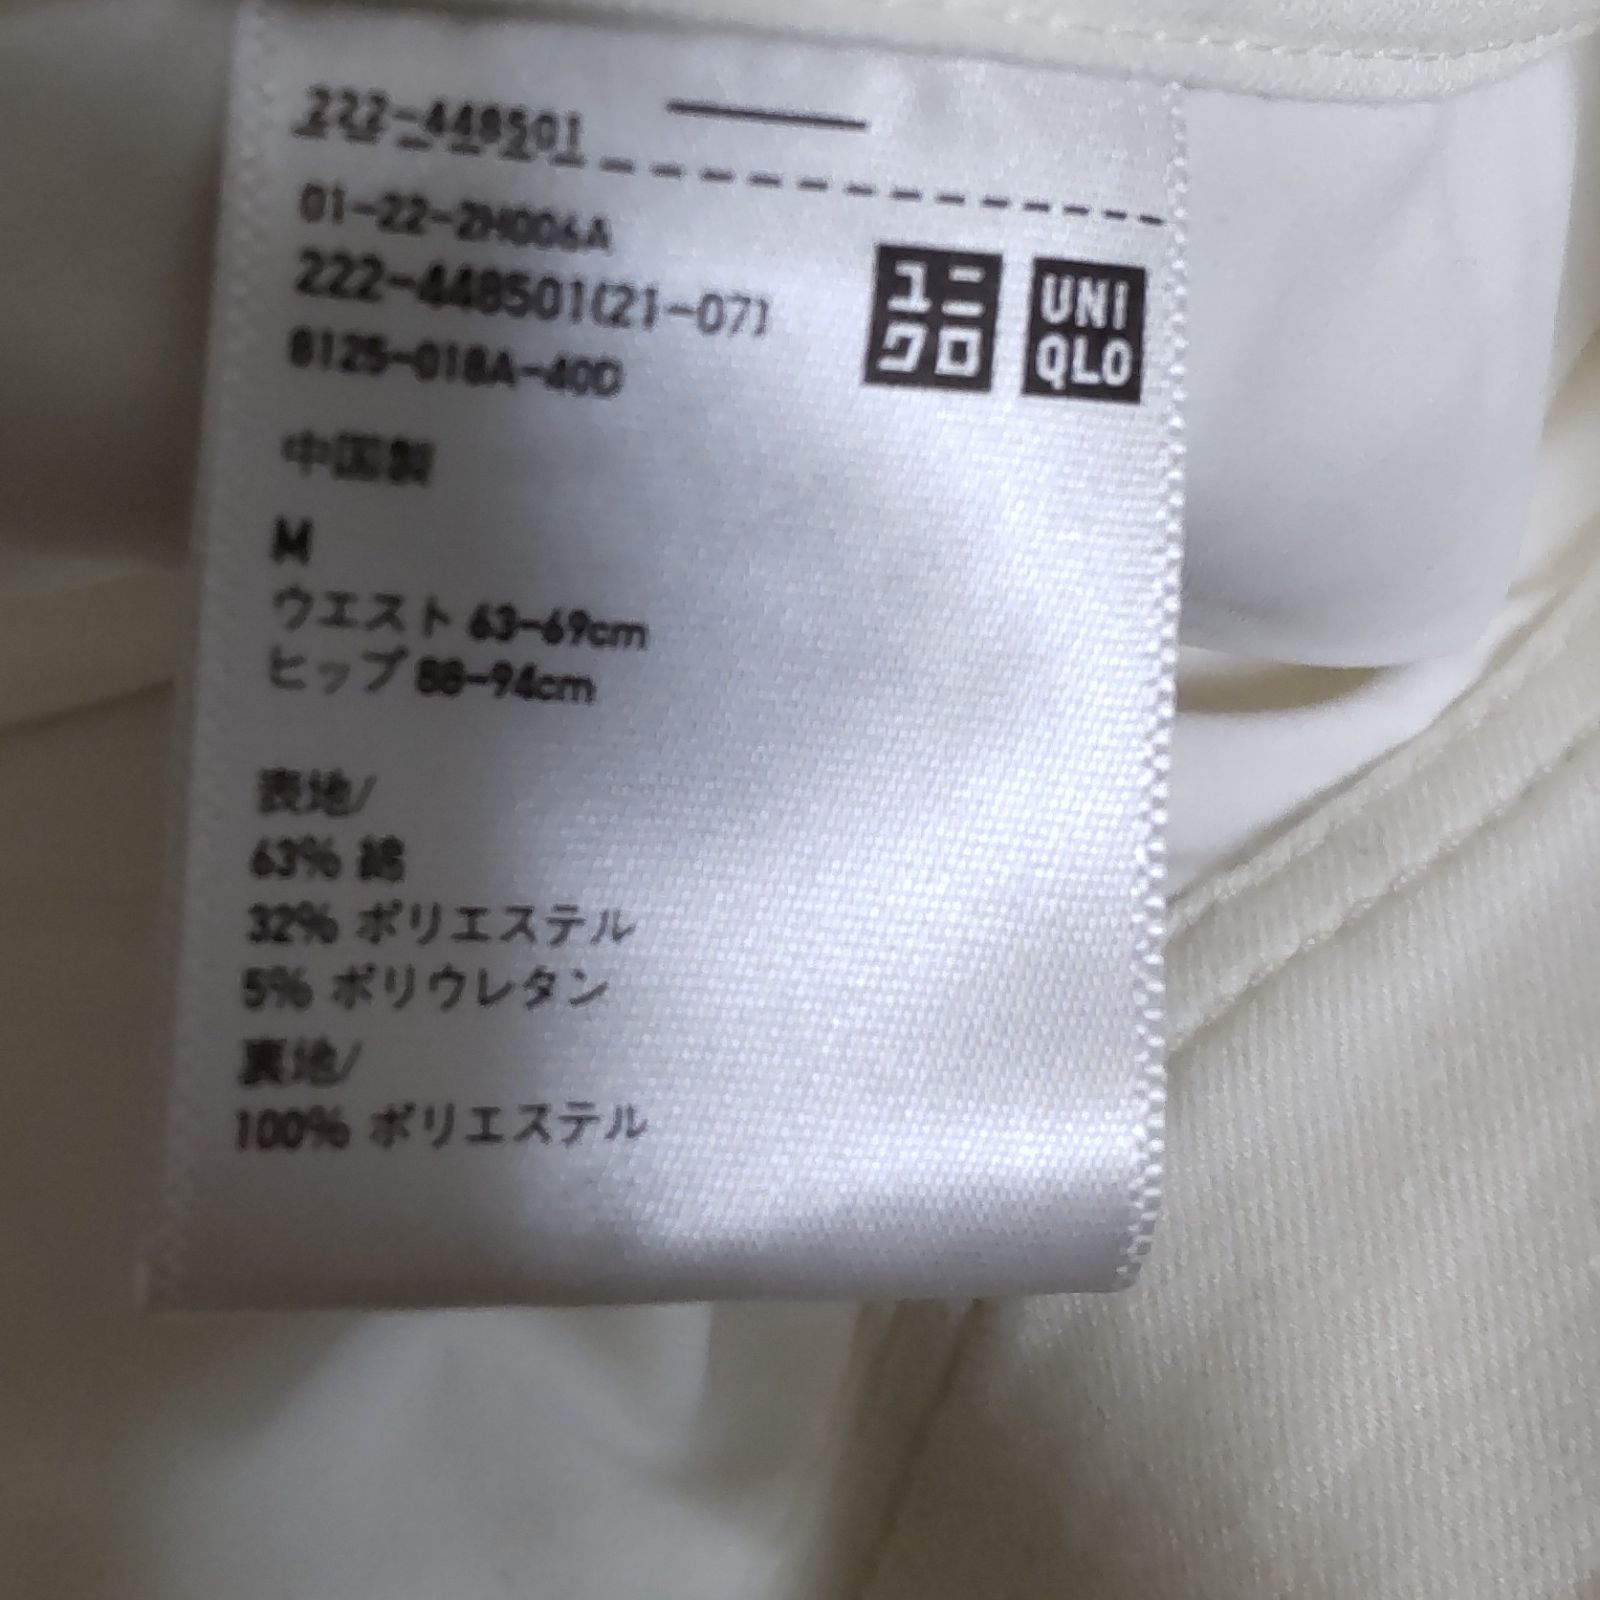 222-448501
01-22-2H006A
222-448501(21-07)
8125-018A-40D
ユニクロ
UNIQLO
中国製
M
ウエスト 63-69cm
ヒップ 88-94cm
表地/
63% 綿
32% ポリエステル
5% ポリウレタン
裏地/
100% ポリエステル